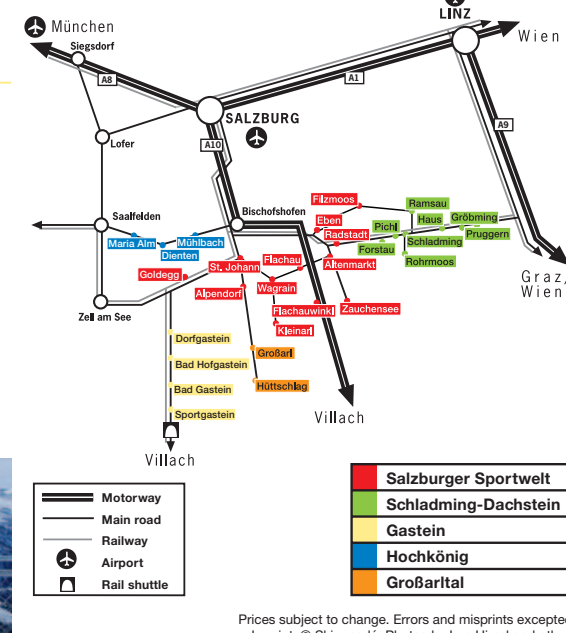 LINZ
München
Wien
Siegsdorf
A8
A1
SALZBURG
A9
A10
Lofer
Filzmoos
Ramsau
Saalfelden
Bischofshofen
Eben
Haus
Gröbming
Pichl
Radstadt
Pruggern
Maria Alm
Mühlbach
Schladming
Dienten
Forstau
St. Johann
Flachau
Altenmarkt
Rohrmoos
Goldegg
Graz,
Wien
Wagrain
Alpendorf
Zell am See
Flachauwinkl
Zauchensee
Kleinarl
Dorfgastein
Großarl
Bad Hofgastein
Hüttschlag
Bad Gastein
Sportgastein
Villach
Villach
Motorway
Main road
Railway
Airport
Rail shuttle
Salzburger Sportwelt
Schladming-Dachstein
Gastein
Hochkönig
Großarltal
Prices subject to change. Errors and misprints excepted